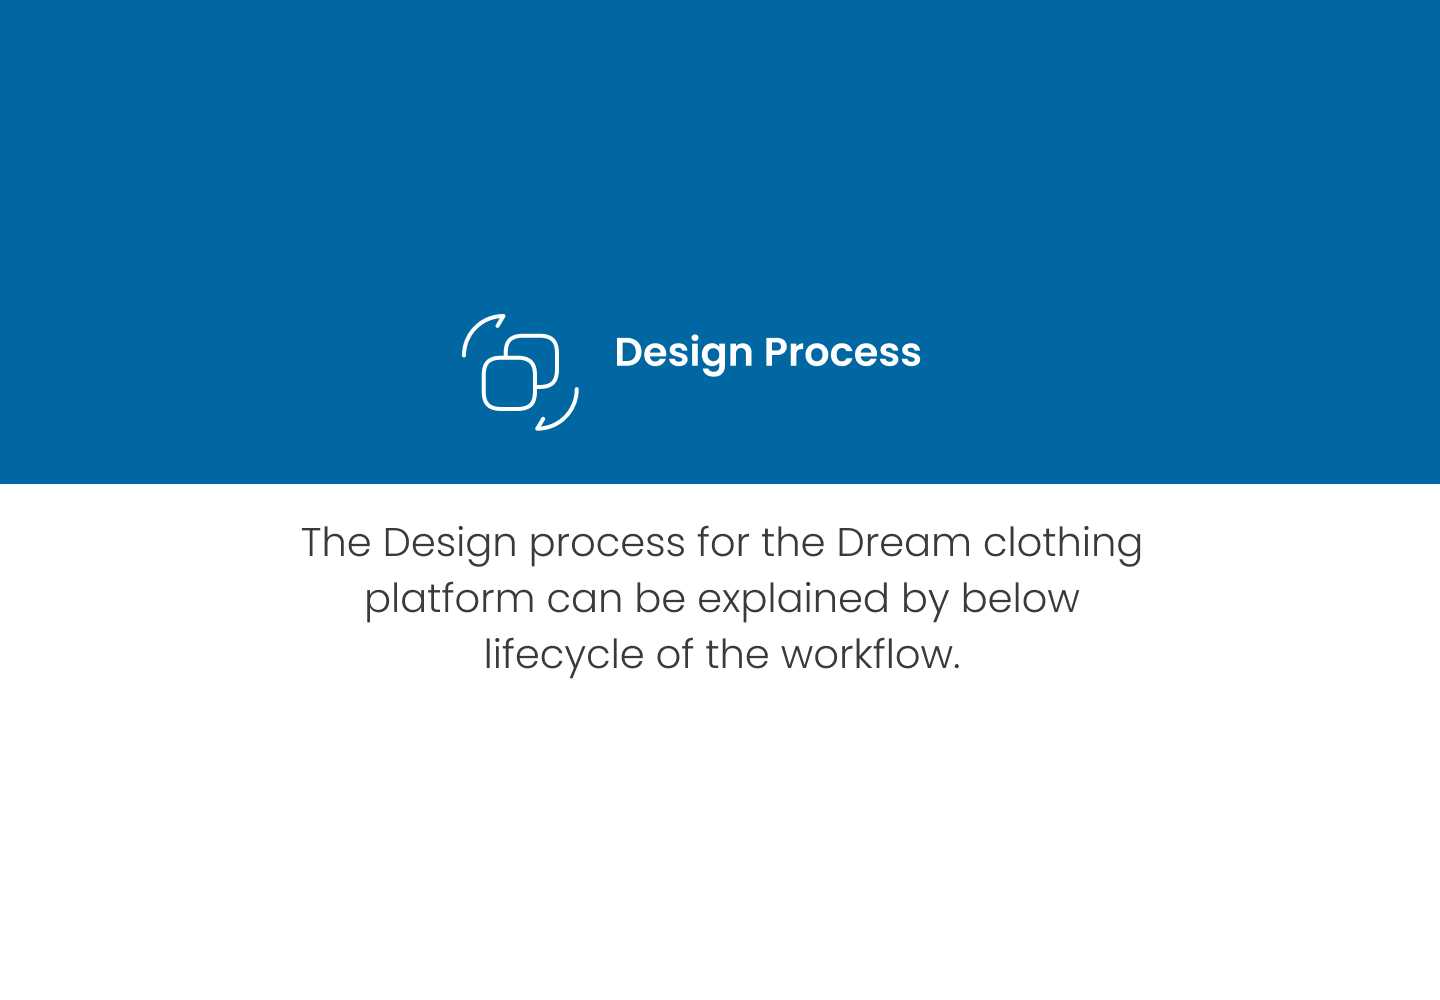 Design Process
The Design process for the Dream clothing
platform can be explained by below
lifecycle of the workflow.